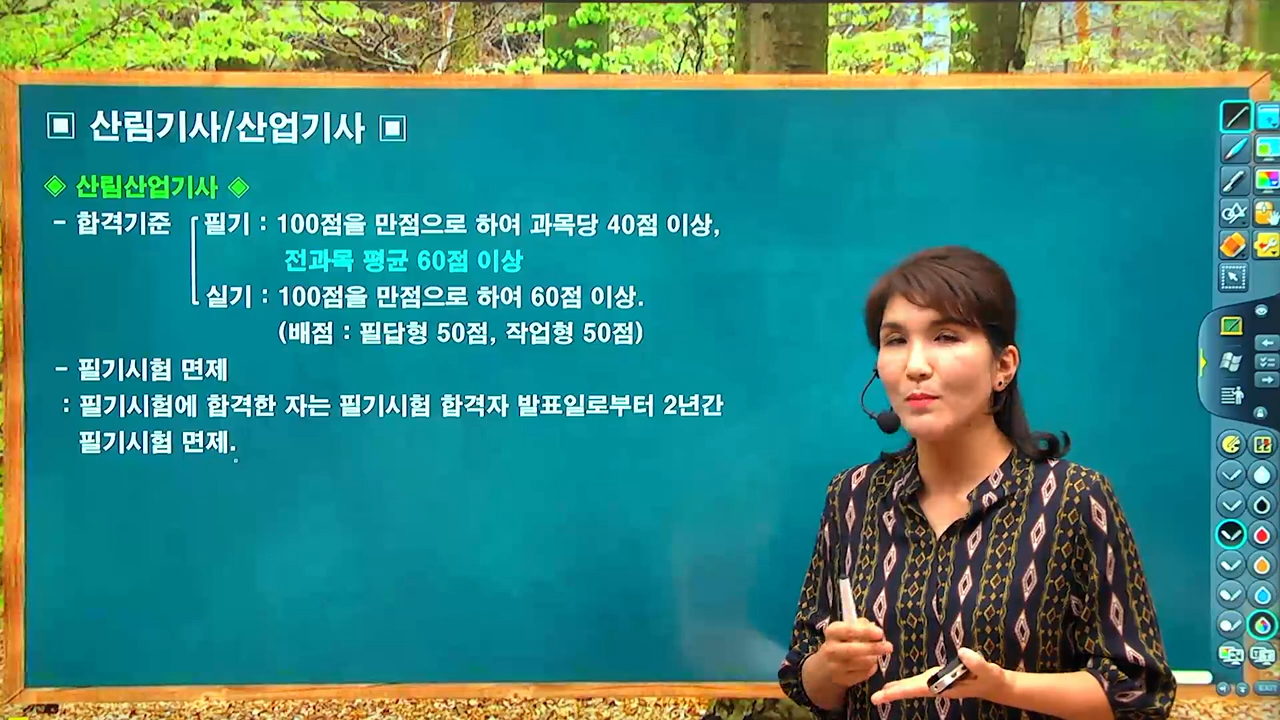 ▣ 산림기사/산업기사 ▣
◈ 산림산업기사 ◈
- 합격기준 필기 : 100점을 만점으로 하여 과목당 40점 이상,
전과목 평균 60점 이상
실기 : 100점을 만점으로 하여 60점 이상.
(배점 : 필답형 50점, 작업형 50점)
- 필기시험 면제
: 필기시험에 합격한 자는 필기시험 합격자 발표일로부터 2년간
필기시험 면제.